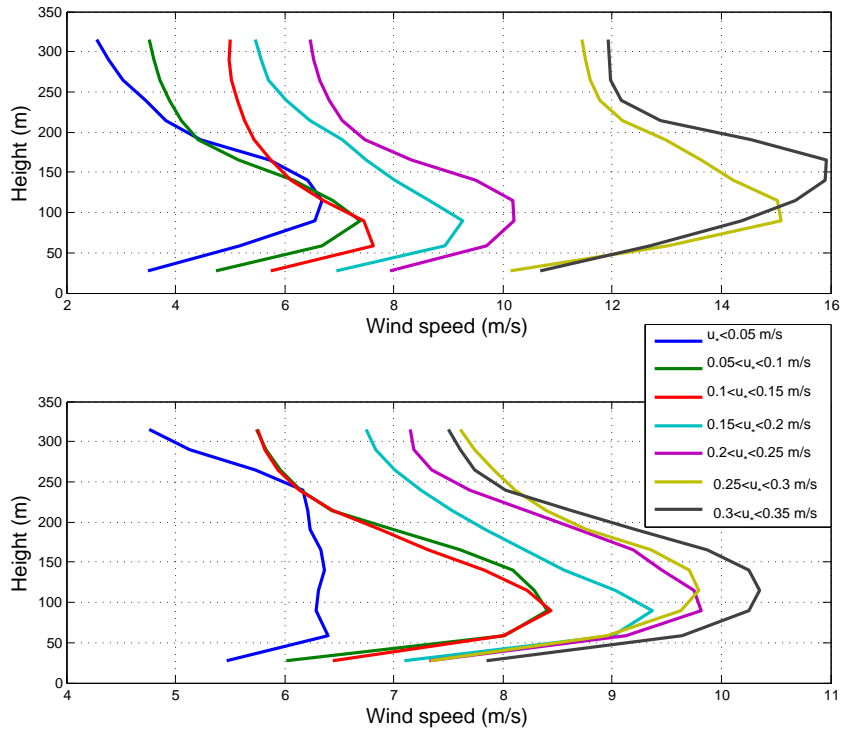 350
300
250
200
150
100
50
0
Height (m)
2 4 6 8 10 12 14 16
Wind speed (m/s)
u*<0.05 m/s
0.05<u*<0.1 m/s
0.1<u*<0.15 m/s
0.15<u*<0.2 m/s
0.2<u*<0.25 m/s
0.25<u*<0.3 m/s
0.3<u*<0.35 m/s
350
300
250
200
150
100
50
0
Height (m)
4 5 6 7 8 9 10 11
Wind speed (m/s)